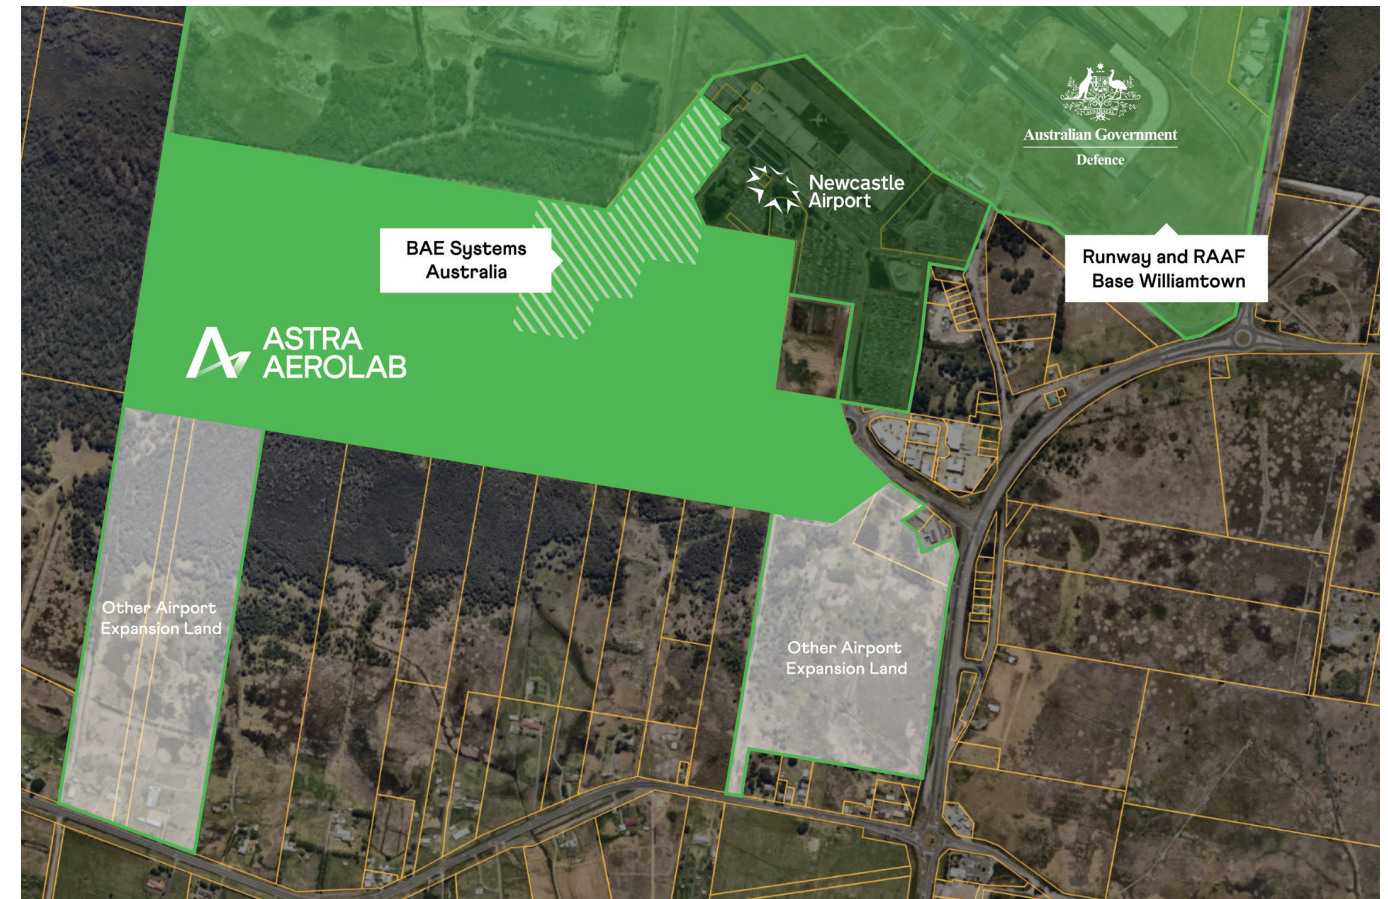 Australian Government
Defence
Newcastle
Airport
BAE Systems
Australia
Runway and RAAF
Base Williamtown
ASTRA
AEROLAB
Other Airport
Expansion Land
Other Airport
Expansion Land